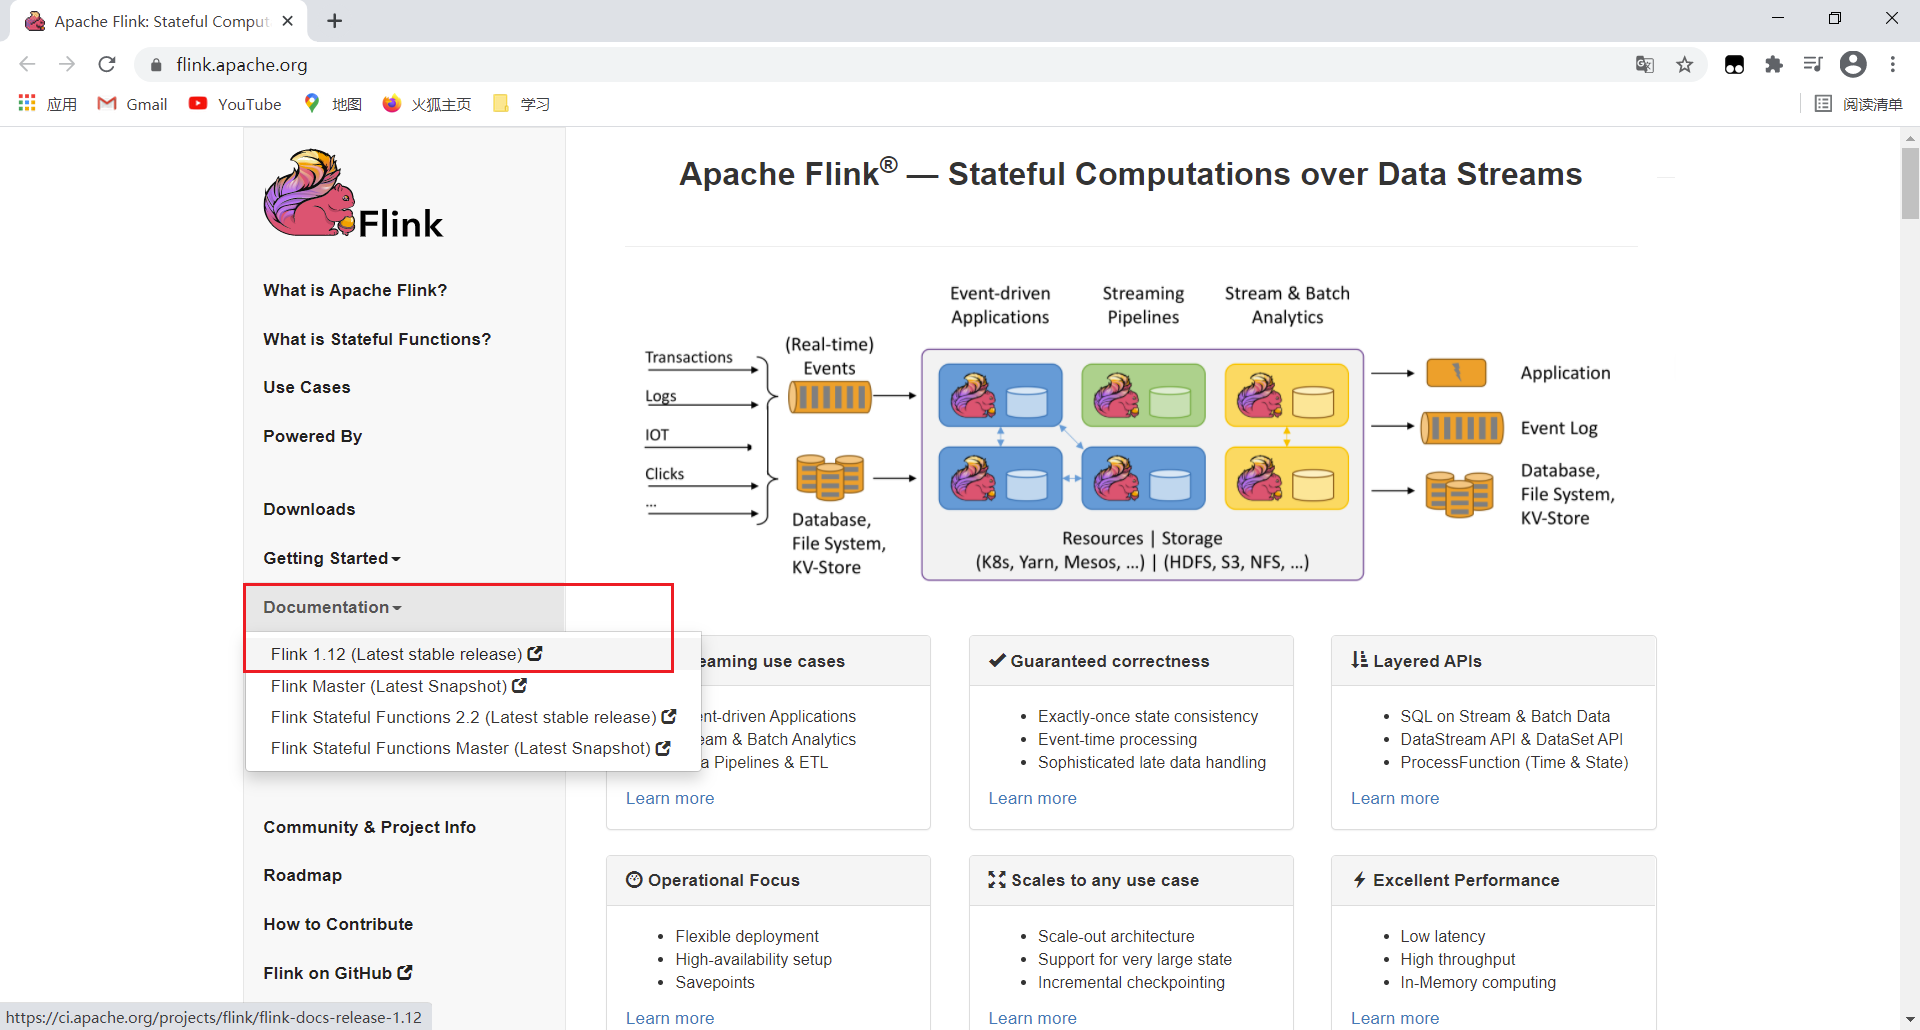 Apache Flink: Stateful Comput
flink.apache.org
应用
Gmail
YouTube
地图
火狐主页
学习
阅读清单
Flink
What is Apache Flink?
What is Stateful Functions?
Use Cases
Powered By
Downloads
Getting Started
Documentation
Flink 1.12 (Latest stable release)
Flink Master (Latest Snapshot)
Flink Stateful Functions 2.2 (Latest stable release)
Flink Stateful Functions Master (Latest Snapshot)
Community & Project Info
Roadmap
How to Contribute
Flink on GitHub
https://ci.apache.org/projects/flink/flink-docs-release-1.12
Apache Flink® — Stateful Computations over Data Streams
Event-driven
Applications
Streaming
Pipelines
Stream & Batch
Analytics
Transactions
Logs
IOT
Clicks
...
(Real-time)
Events
Database,
File System,
KV-Store
Resources | Storage
(K8s, Yarn, Mesos, ...) | (HDFS, S3, NFS, ...)
Application
Event Log
Database,
File System,
KV-Store
eaming use cases
nt-driven Applications
am & Batch Analytics
a Pipelines & ETL
Learn more
Guaranteed correctness
Exactly-once state consistency
Event-time processing
Sophisticated late data handling
Learn more
Layered APIs
SQL on Stream & Batch Data
DataStream API & DataSet API
ProcessFunction (Time & State)
Learn more
Operational Focus
Flexible deployment
High-availability setup
Savepoints
Learn more
Scales to any use case
Scale-out architecture
Support for very large state
Incremental checkpointing
Learn more
Excellent Performance
Low latency
High throughput
In-Memory computing
Learn more